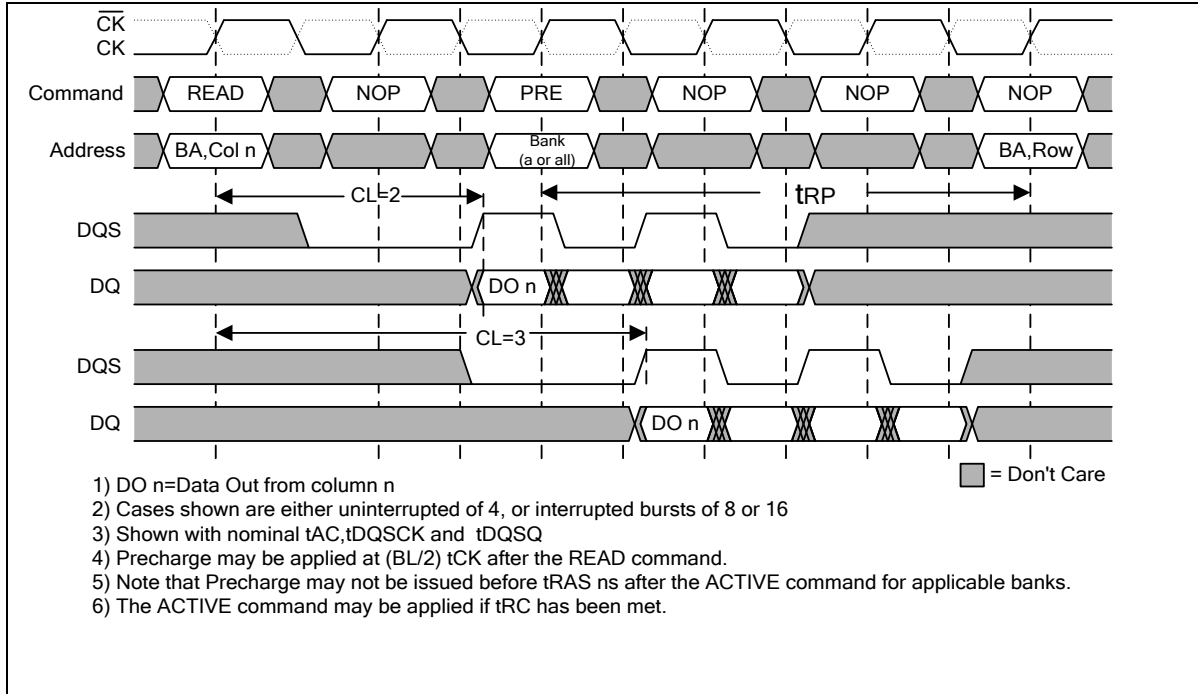 CK
CK
Command READ NOP PRE NOP NOP NOP
Address BA,Col n Bank (a or all) BA,Row
CL=2 tRP
DQS
DQ DO n
CL=3
DQS
DQ DO n
= Don't Care
1) DO n=Data Out from column n
2) Cases shown are either uninterrupted of 4, or interrupted bursts of 8 or 16
3) Shown with nominal tAC,tDQSCK and tDQSQ
4) Precharge may be applied at (BL/2) tCK after the READ command.
5) Note that Precharge may not be issued before tRAS ns after the ACTIVE command for applicable banks.
6) The ACTIVE command may be applied if tRC has been met.